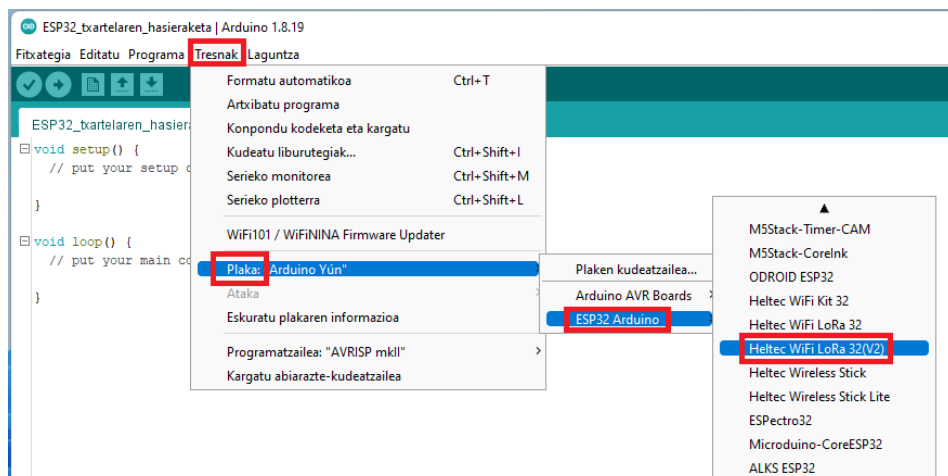 ESP32_txartelaren_hasieraketa | Arduino 1.8.19
Fitxategia Editatu Programa Tresnak Laguntza
ESP32_txartelaren_hasiera
void setup() {
// put your setup c
}
void loop() {
// put your main co
}
Formatu automatikoa Ctrl+T
Artxibatu programa
Konpondu kodeketa eta kargatu
Kudeatu liburutegiak... Ctrl+Shift+I
Serieko monitorea Ctrl+Shift+M
Serieko plotterra Ctrl+Shift+L
WiFi101 / WiFiNINA Firmware Updater
Plaka: "Arduino Yún"
Ataka
Eskuratu plakaren informazioa
Programatzailea: "AVRISP mkII"
Kargatu abiarazte-kudeatzailea
Plaken kudeatzailea...
Arduino AVR Boards
ESP32 Arduino
M5Stack-Timer-CAM
M5Stack-CoreInk
ODROID ESP32
Heltec WiFi Kit 32
Heltec WiFi LoRa 32
Heltec WiFi LoRa 32(V2)
Heltec Wireless Stick
Heltec Wireless Stick Lite
ESPectro32
Microduino-CoreESP32
ALKS ESP32